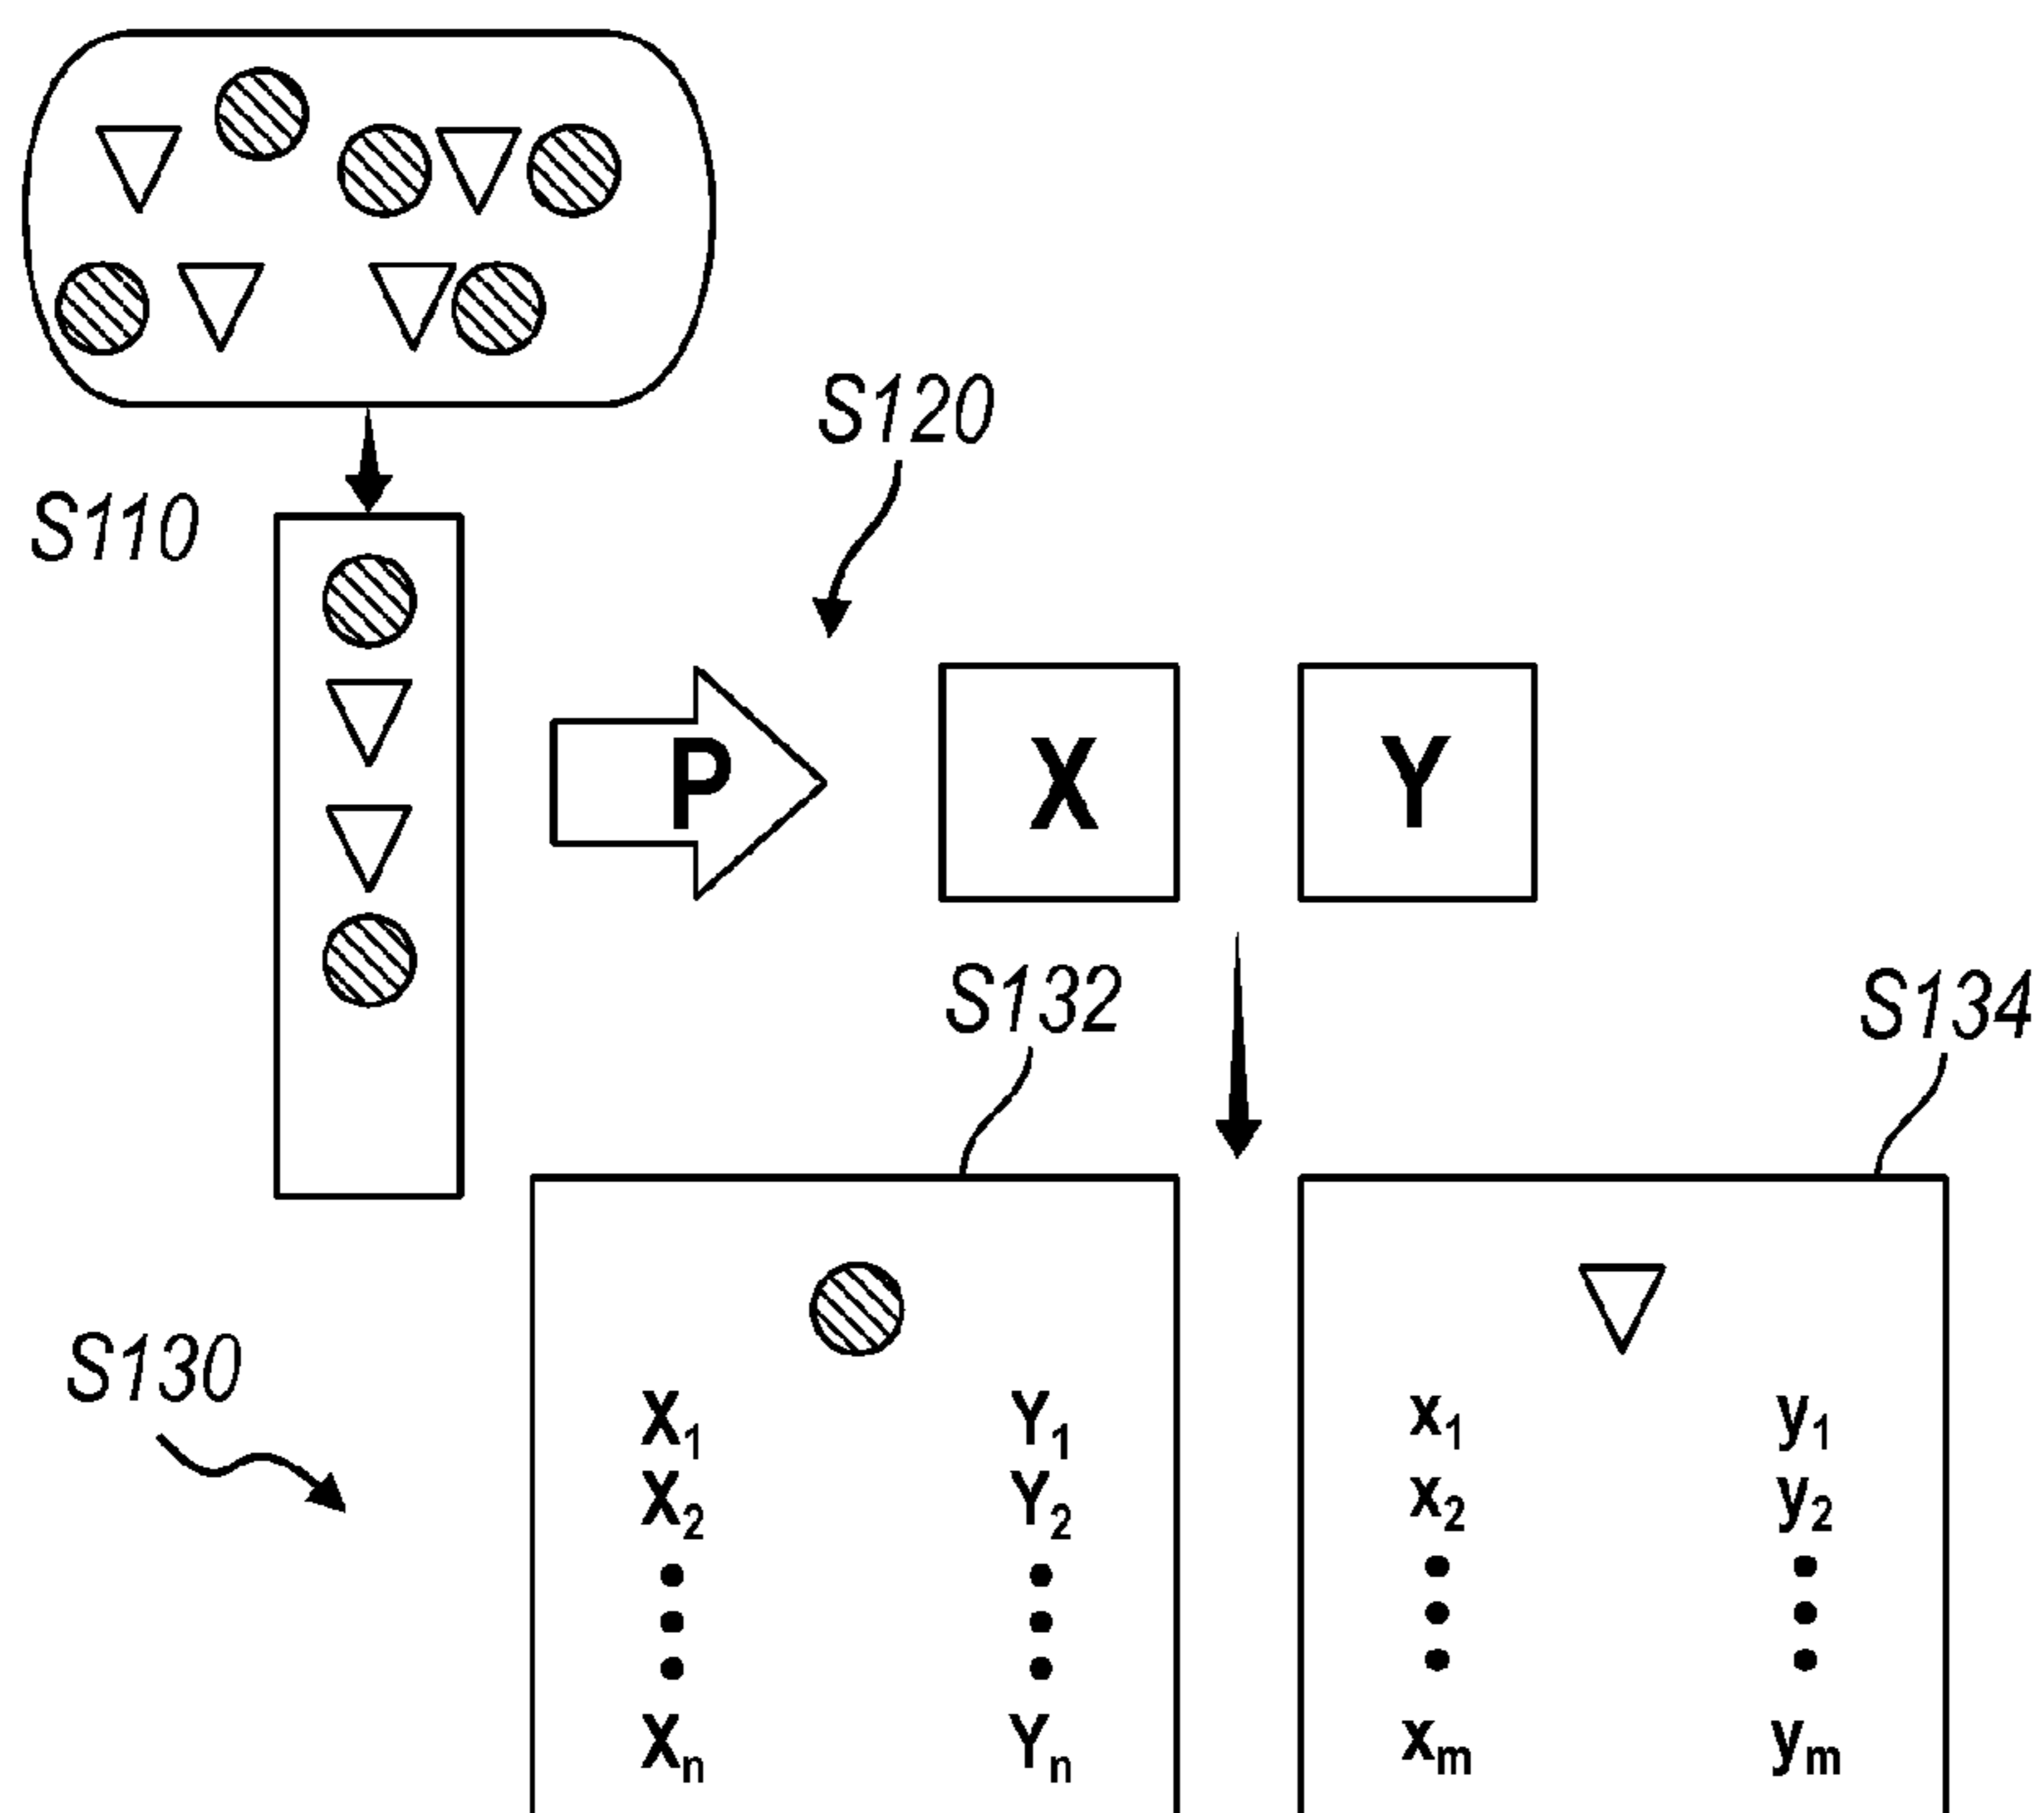 S120
S110
P
X
Y
S132
S134
S130
X1 Y1
X2 Y2
Xn Yn
x1 y1
x2 y2
xm ym